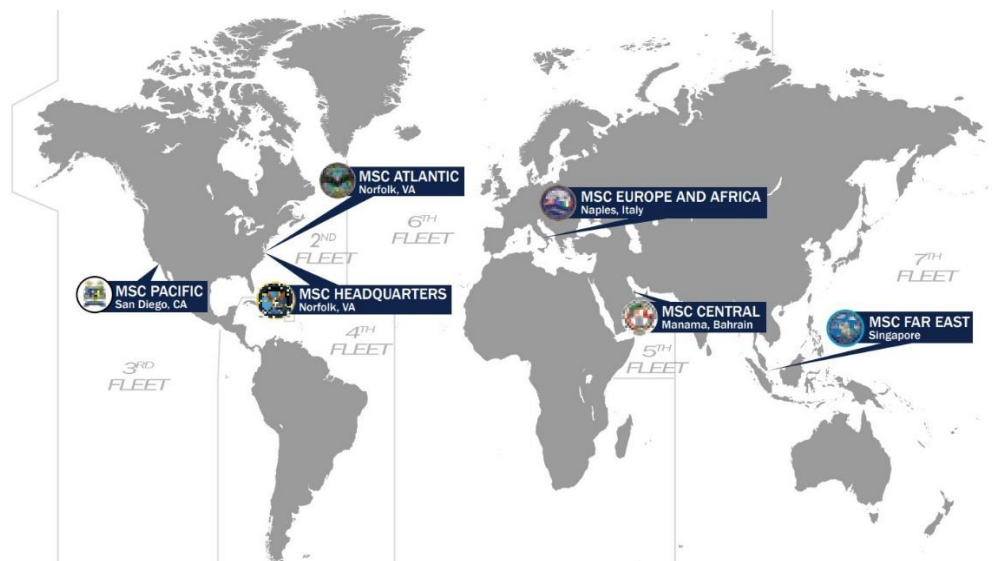 MSC ATLANTIC
Norfolk, VA
MSC EUROPE AND AFRICA
Naples, Italy
6TH
FLEET
2ND
FLEET
7TH
FLEET
MSC PACIFIC
San Diego, CA
MSC HEADQUARTERS
Norfolk, VA
MSC CENTRAL
Manama, Bahrain
MSC FAR EAST
Singapore
4TH
FLEET
5TH
FLEET
3RD
FLEET